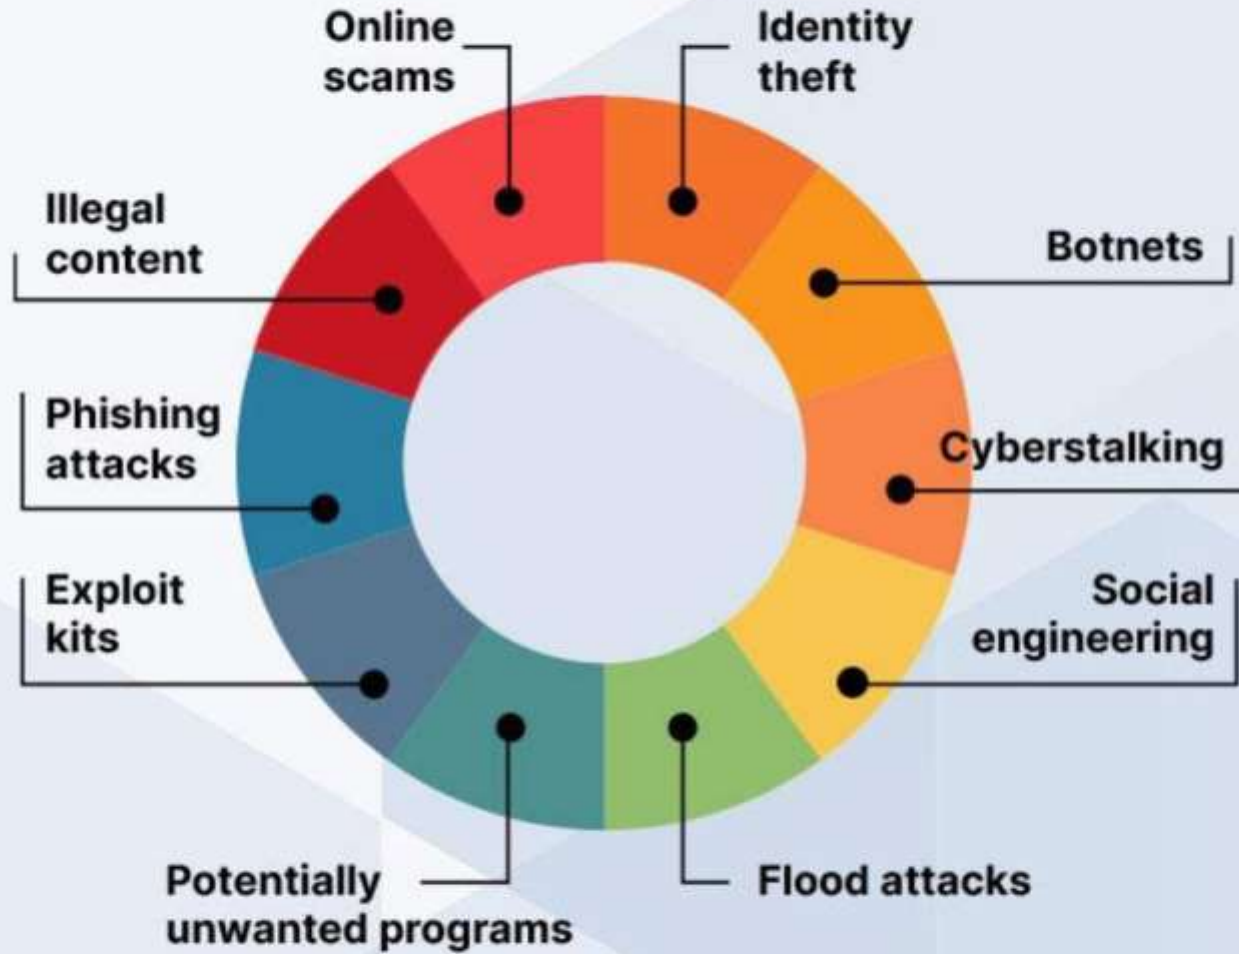 Online
scams
Identity
theft
Illegal
content
Botnets
Phishing
attacks
Cyberstalking
Exploit
kits
Social
engineering
Potentially
unwanted programs
Flood attacks